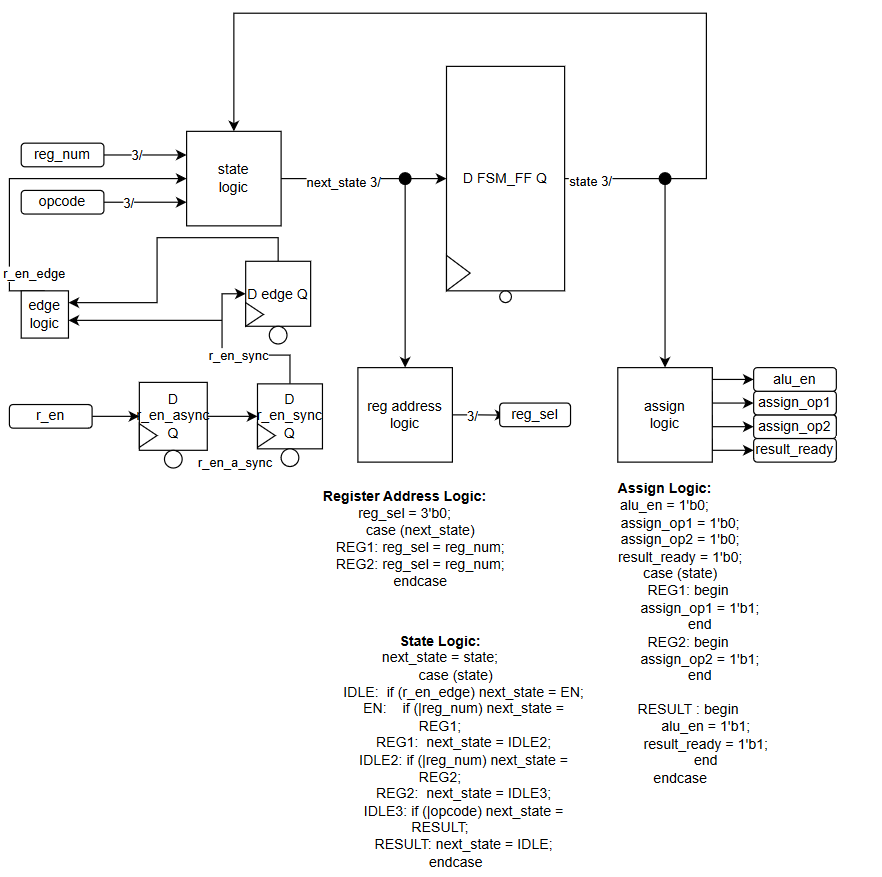 reg_num
3/
state
logic
next_state 3/
D FSM_FF Q
state 3/
opcode
3/
r_en_edge
edge
logic
D edge Q
r_en_sync
r_en
D
r_en_async
Q
D
r_en_sync
Q
r_en_a_sync
reg address
logic
3/
reg_sel
assign
logic
alu_en
assign_op1
assign_op2
result_ready
Register Address Logic:
reg_sel = 3'b0;
case (next_state)
REG1: reg_sel = reg_num;
REG2: reg_sel = reg_num;
endcase
Assign Logic:
alu_en = 1'b0;
assign_op1 = 1'b0;
assign_op2 = 1'b0;
result_ready = 1'b0;
case (state)
REG1: begin
assign_op1 = 1'b1;
end
REG2: begin
assign_op2 = 1'b1;
end
RESULT : begin
alu_en = 1'b1;
result_ready = 1'b1;
end
endcase
State Logic:
next_state = state;
case (state)
IDLE: if (r_en_edge) next_state = EN;
EN: if (|reg_num) next_state =
REG1;
REG1: next_state = IDLE2;
IDLE2: if (|reg_num) next_state =
REG2;
REG2: next_state = IDLE3;
IDLE3: if (|opcode) next_state =
RESULT;
RESULT: next_state = IDLE;
endcase